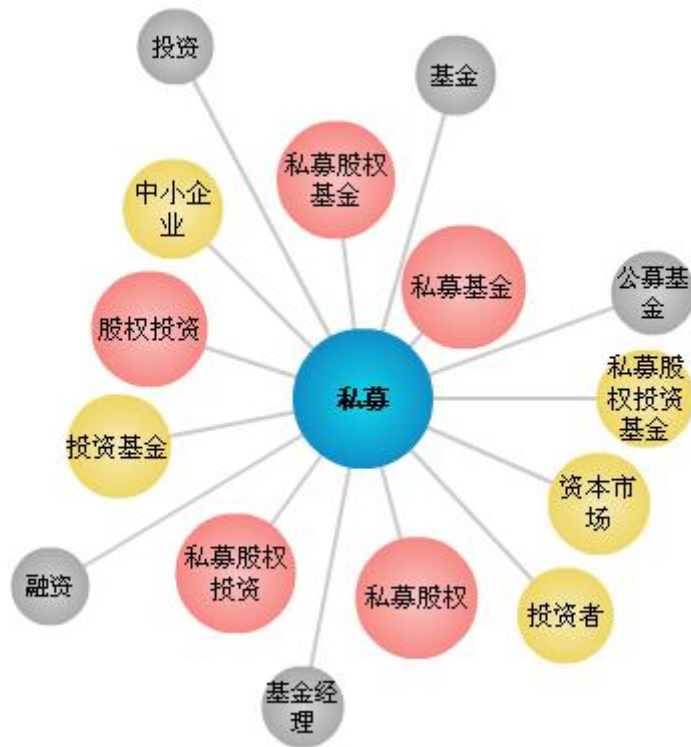 投资
基金
私募股权
基金
中小企
业
私募基金
公募基
金
股权投资
私募
私募股
权投资
基金
投资基金
资本市
场
私募股权
投资
融资
私募股权
投资者
基金经
理